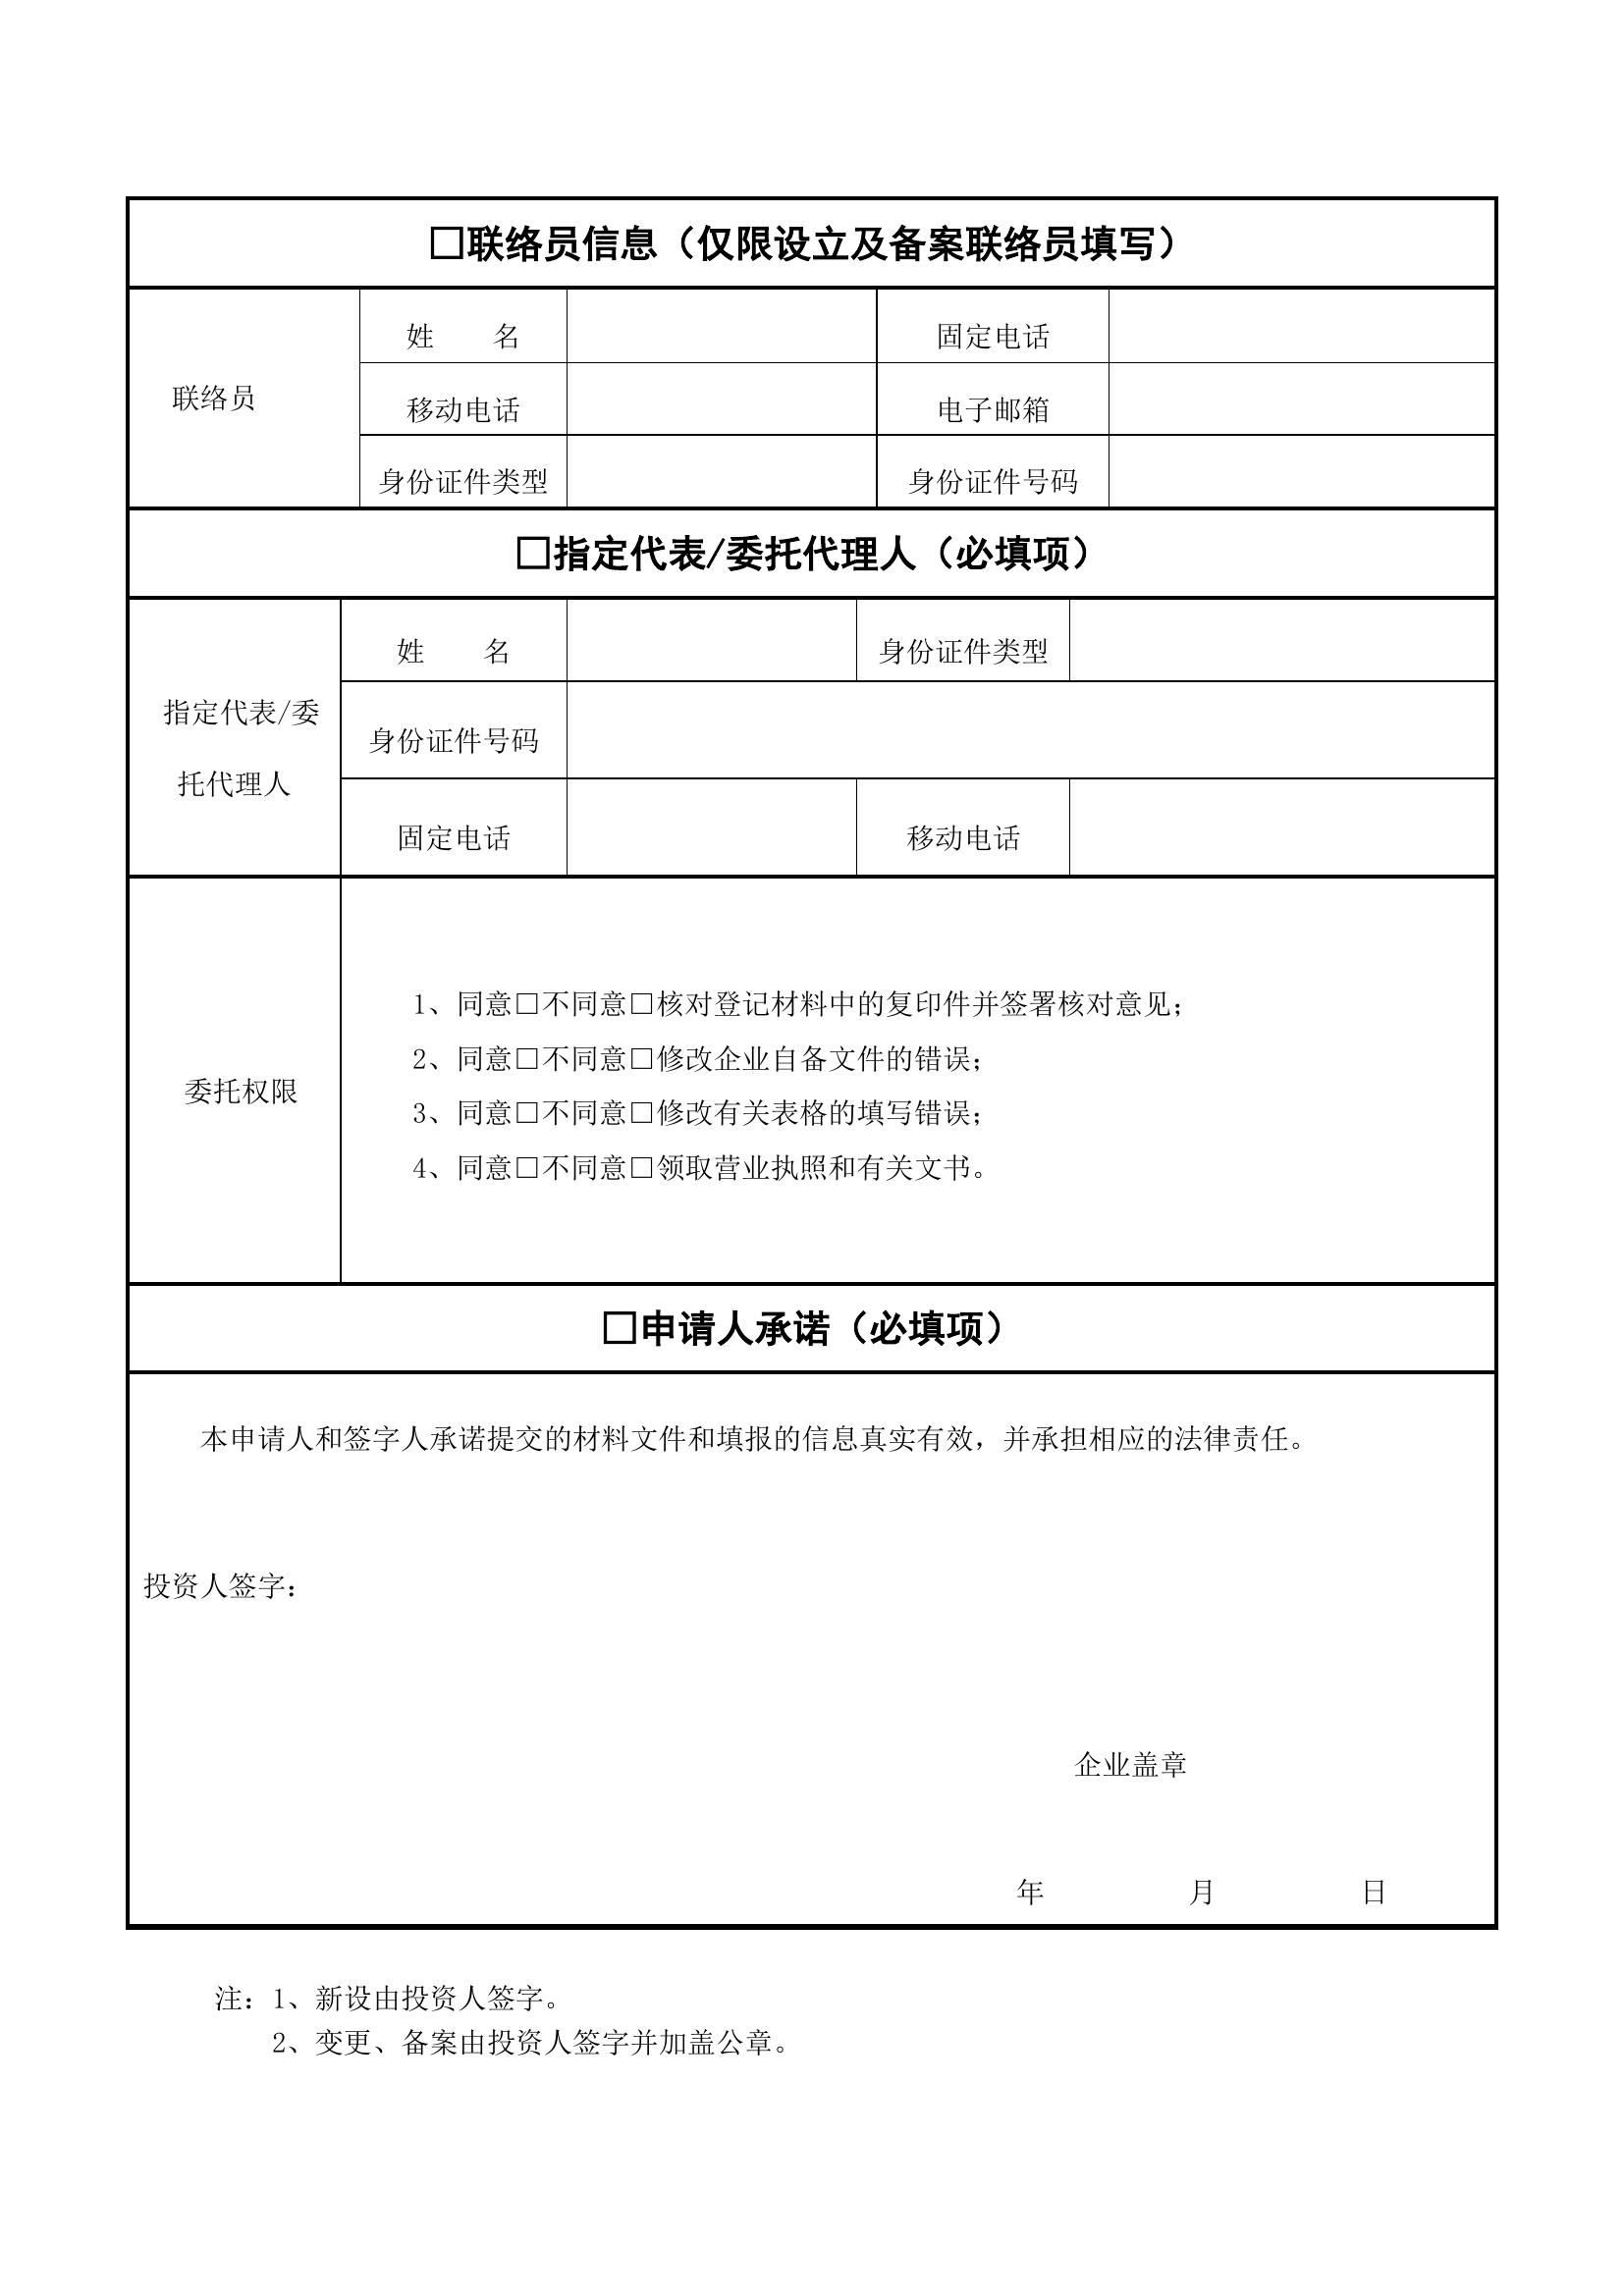 □联络员信息（仅限设立及备案联络员填写）
姓　　名　固定电话
联络员
移动电话　电子邮箱
身份证件类型　身份证件号码
□指定代表/委托代理人（必填项）
姓　　名　身份证件类型
指定代表/委
托代理人
身份证件号码
固定电话　移动电话
委托权限
1、同意□不同意□核对登记材料中的复印件并签署核对意见；
2、同意□不同意□修改企业自备文件的错误；
3、同意□不同意□修改有关表格的填写错误；
4、同意□不同意□领取营业执照和有关文书。
□申请人承诺（必填项）
本申请人和签字人承诺提交的材料文件和填报的信息真实有效，并承担相应的法律责任。
投资人签字：
企业盖章
年　　月　　日
注：1、新设由投资人签字。
2、变更、备案由投资人签字并加盖公章。